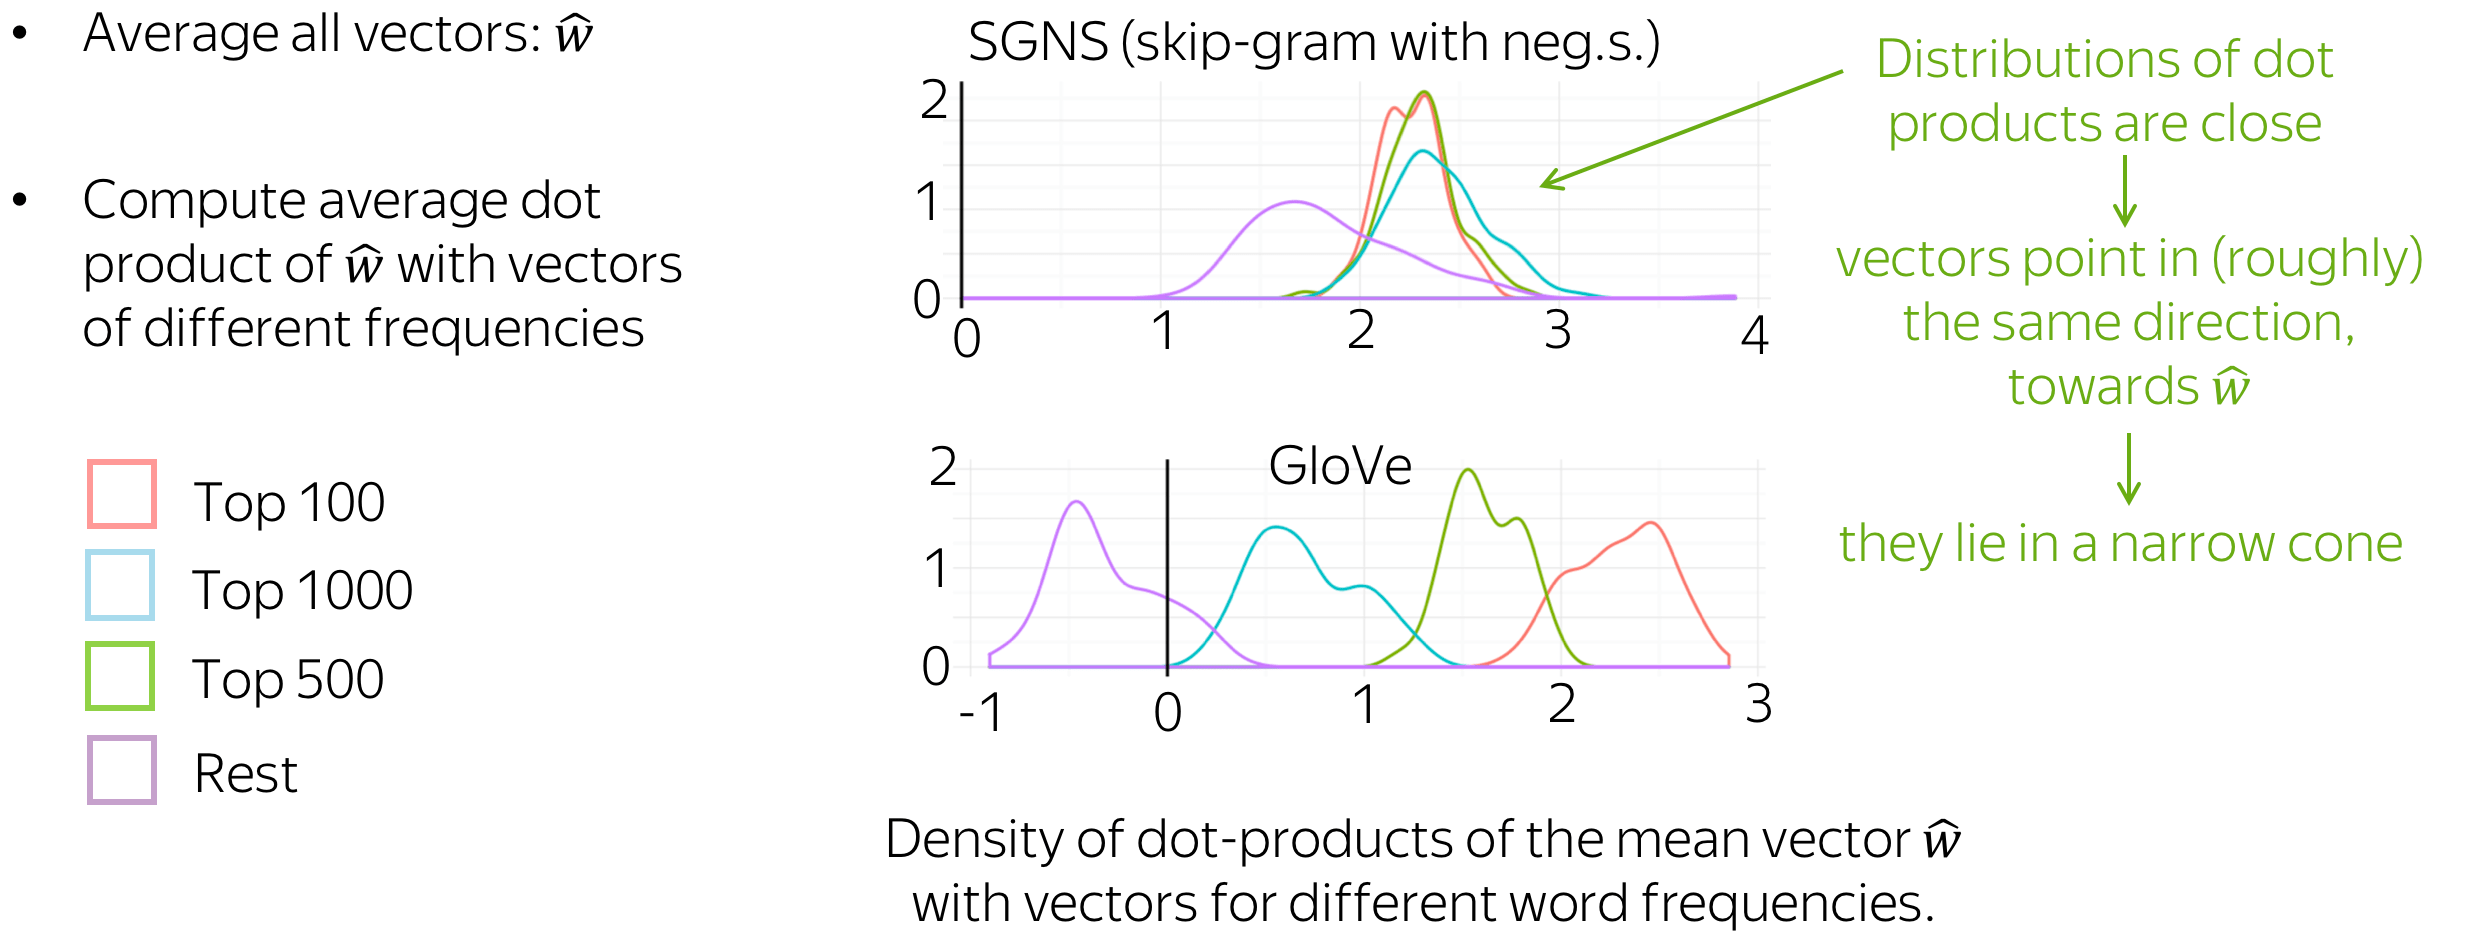 • Average all vectors: ŵ
• Compute average dot
product of ŵ with vectors
of different frequencies
Top 100
Top 1000
Top 500
Rest
SGNS (skip-gram with neg.s.)
2
1
0
0 1 2 3 4
GloVe
2
1
0
-1 0 1 2 3
Density of dot-products of the mean vector ŵ
with vectors for different word frequencies.
Distributions of dot
products are close
vectors point in (roughly)
the same direction,
towards ŵ
they lie in a narrow cone